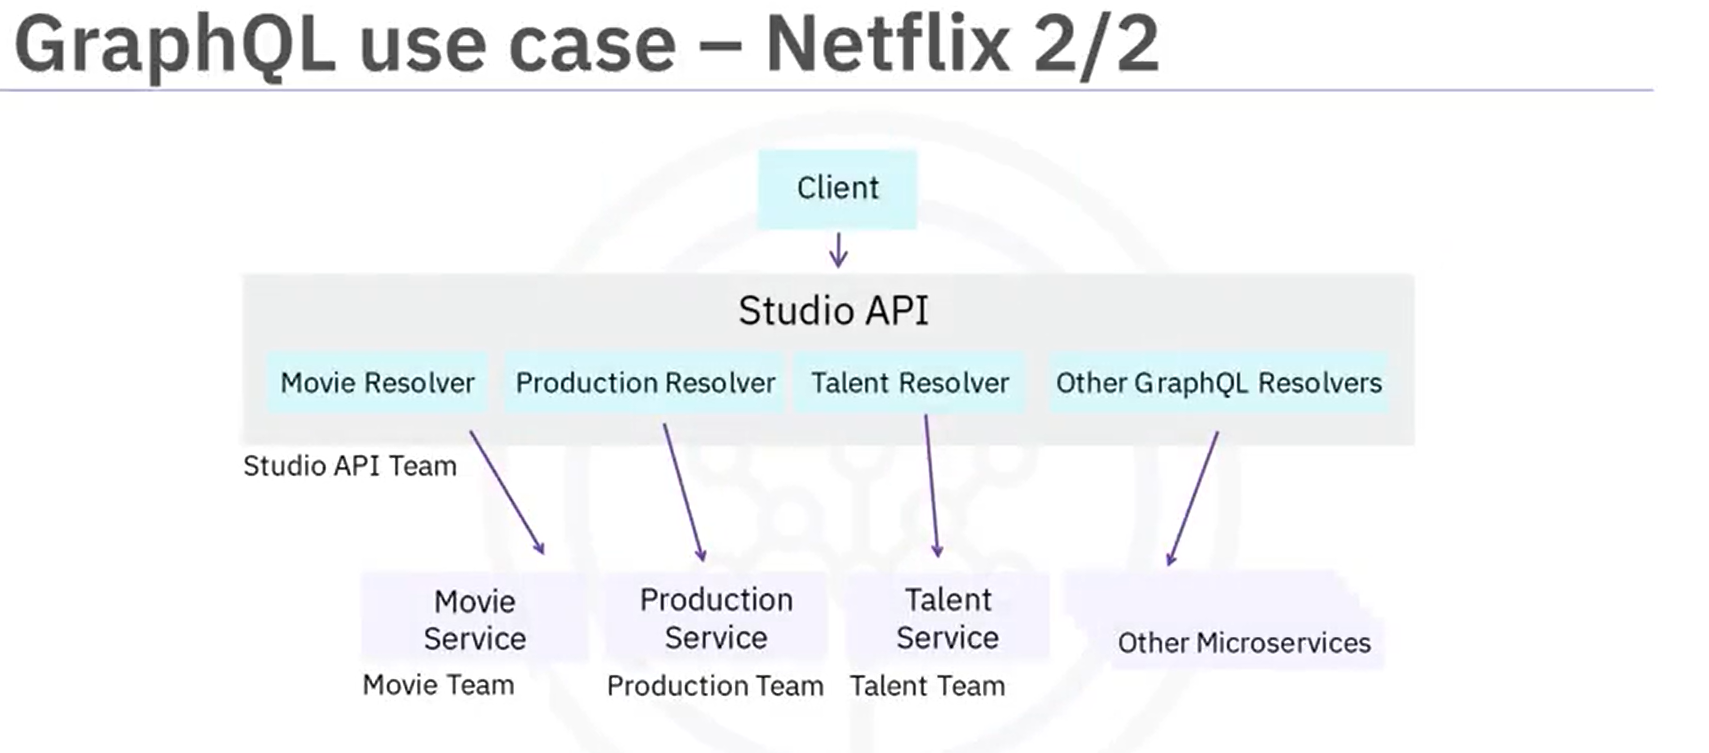 GraphQL use case – Netflix 2/2
Client
Studio API
Movie Resolver
Production Resolver
Talent Resolver
Other GraphQL Resolvers
Studio API Team
Movie
Service
Production
Service
Talent
Service
Other Microservices
Movie Team
Production Team
Talent Team